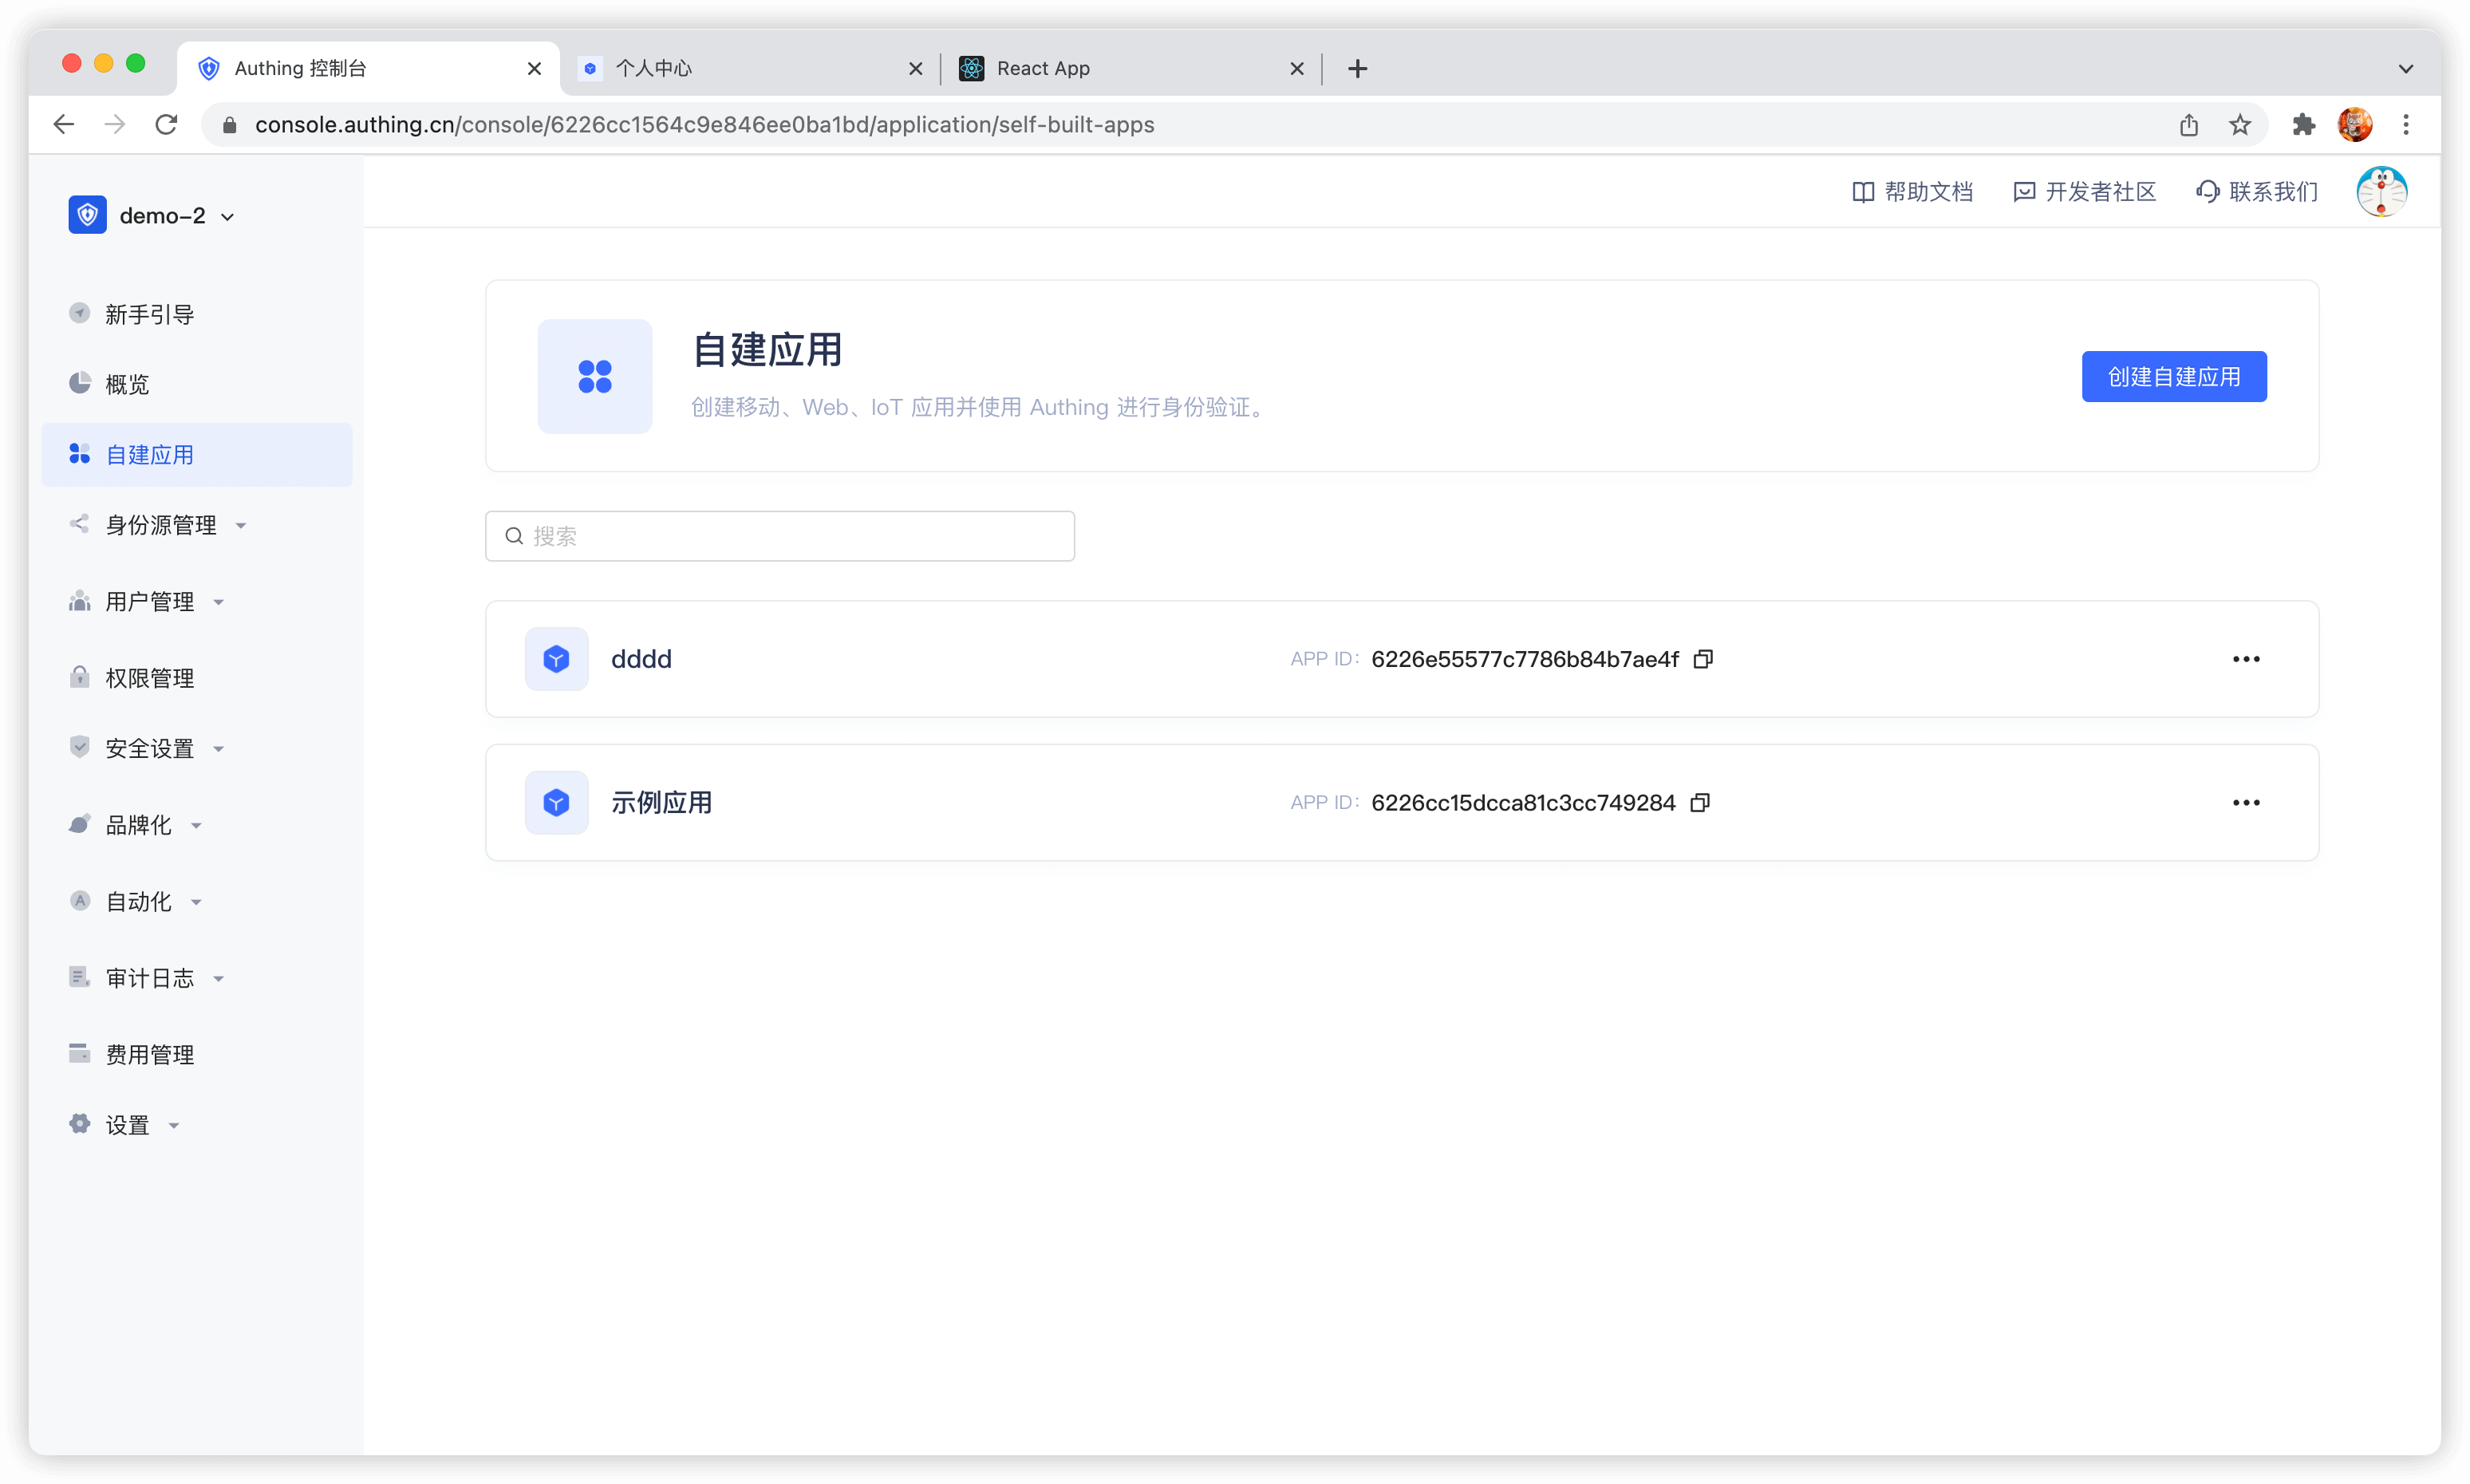 Authing 控制台
个人中心
React App
console.authing.cn/console/6226cc1564c9e846ee0ba1bd/application/self-built-apps
demo-2
帮助文档
开发者社区
联系我们
新手引导
概览
自建应用
身份源管理
用户管理
权限管理
安全设置
品牌化
自动化
审计日志
费用管理
设置
自建应用
创建移动、Web、IoT 应用并使用 Authing 进行身份验证。
创建自建应用
搜索
dddd
APP ID: 6226e55577c7786b84b7ae4f
示例应用
APP ID: 6226cc15dcca81c3cc749284